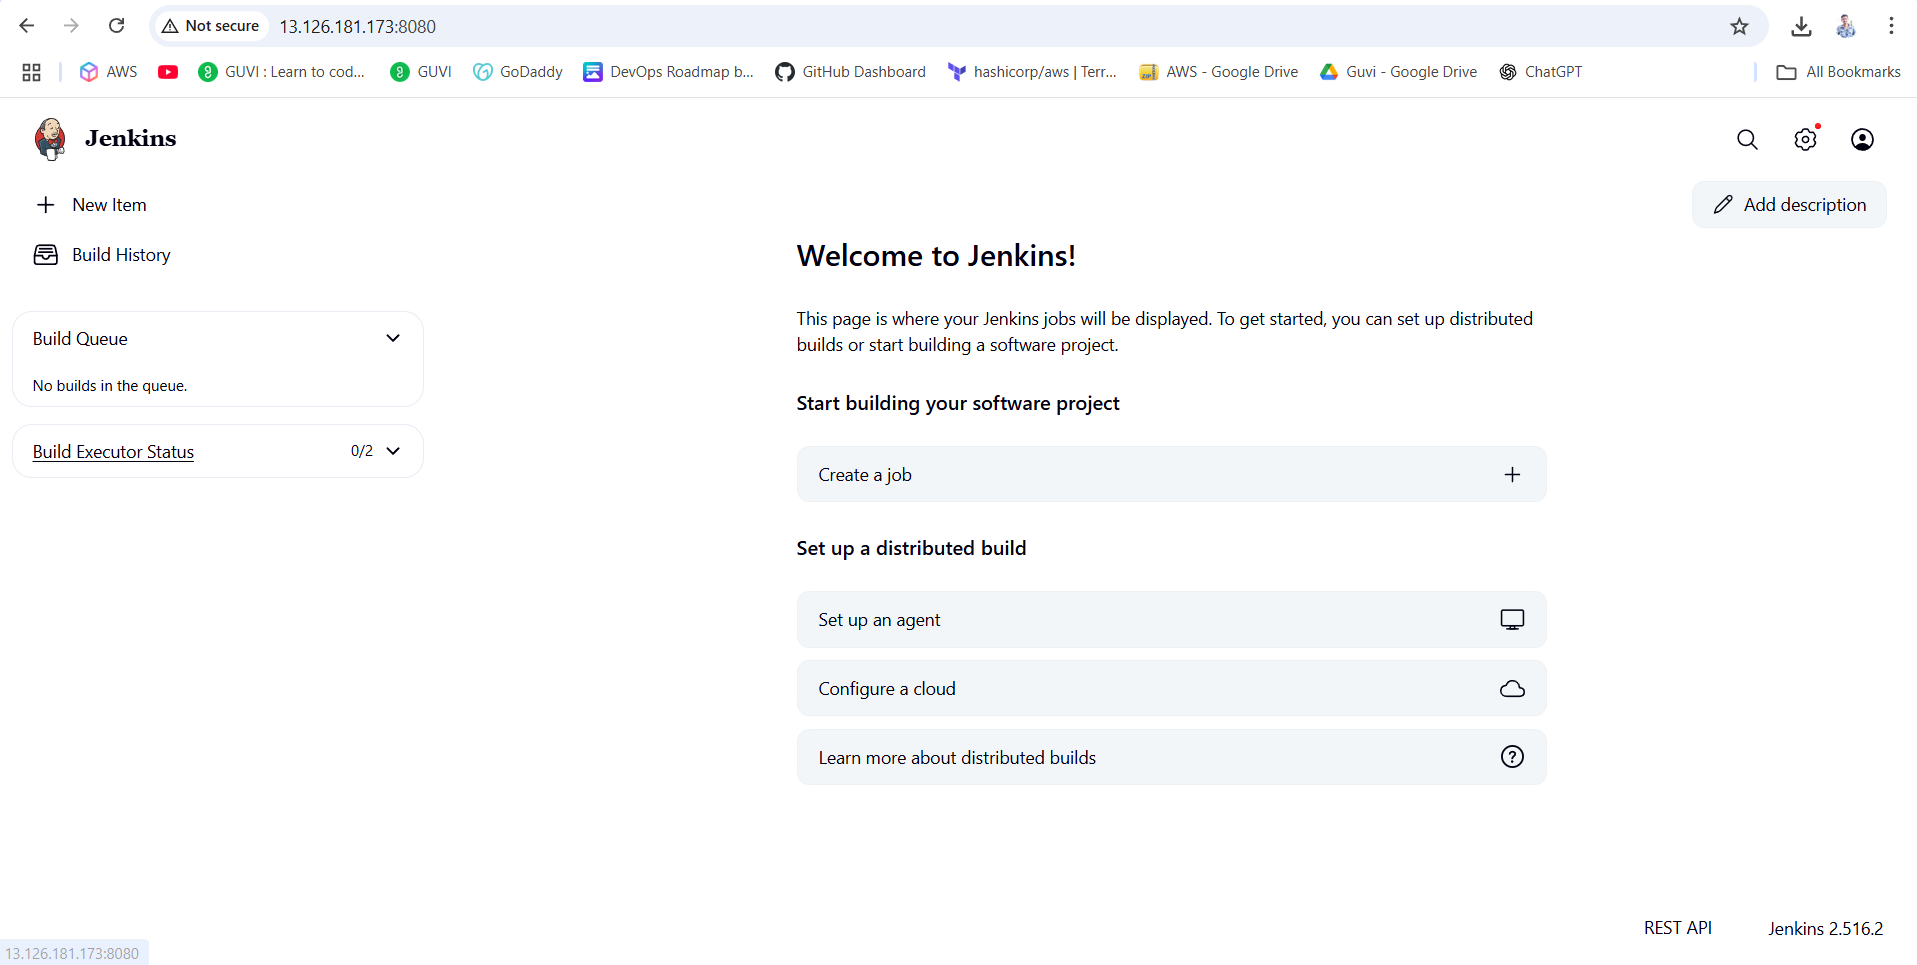 Not secure 13.126.181.173:8080
AWS GUVI : Learn to cod... GUVI GoDaddy DevOps Roadmap b... GitHub Dashboard hashicorp/aws | Terr... AWS - Google Drive Guvi - Google Drive ChatGPT All Bookmarks
Jenkins
New Item
Add description
Build History
Welcome to Jenkins!
This page is where your Jenkins jobs will be displayed. To get started, you can set up distributed
builds or start building a software project.
Build Queue
No builds in the queue.
Build Executor Status 0/2
Start building your software project
Create a job
Set up a distributed build
Set up an agent
Configure a cloud
Learn more about distributed builds
REST API Jenkins 2.516.2
13.126.181.173:8080